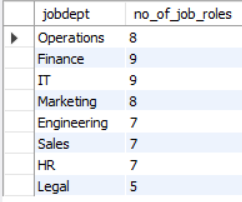 jobdept no_of_job_roles
Operations 8
Finance 9
IT 9
Marketing 8
Engineering 7
Sales 7
HR 7
Legal 5